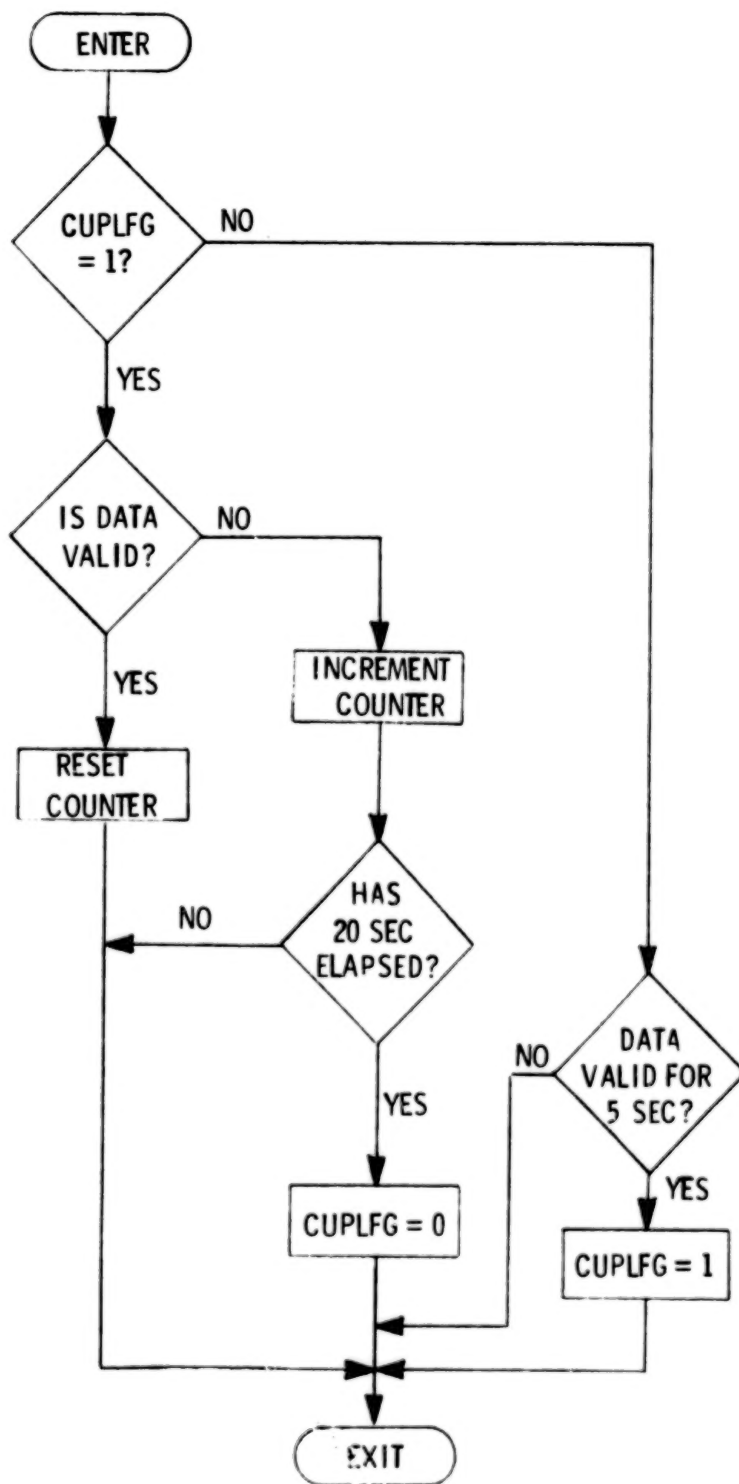 ENTER
CUPLFG
= 1?
NO
YES
IS DATA
VALID?
NO
YES
INCREMENT
COUNTER
RESET
COUNTER
HAS
20 SEC
ELAPSED?
NO
YES
CUPLFG = 0
DATA
VALID FOR
5 SEC?
NO
YES
CUPLFG = 1
EXIT